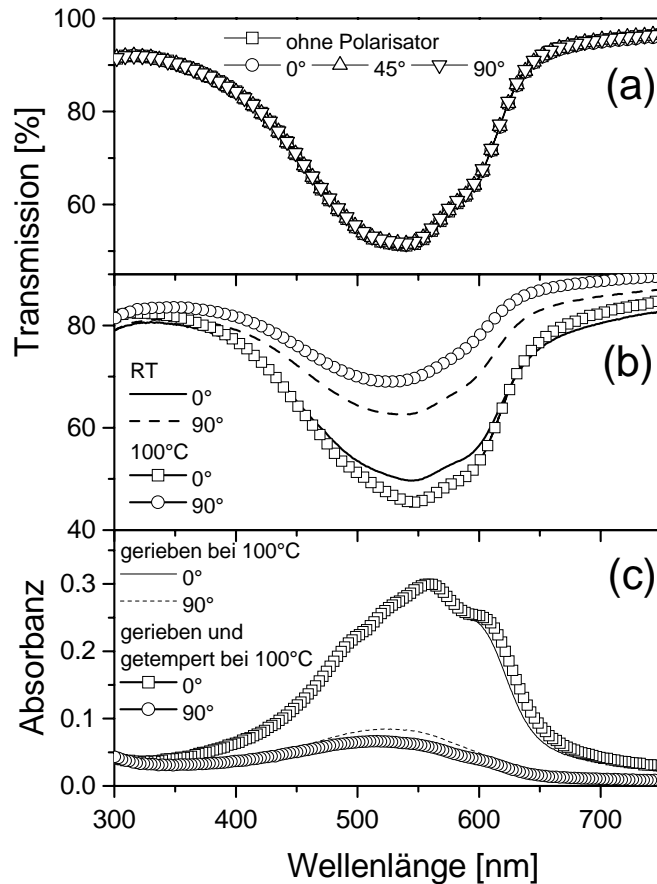 100
80
60
Transmission [%]
ohne Polarisator
0° 45° 90°
(a)
80
60
40
RT
0°
90°
100°C
0°
90°
(b)
0.3
0.2
0.1
0.0
Absorbanz
gerieben bei 100°C
0°
90°
gerieben und
getempert bei 100°C
0°
90°
(c)
300 400 500 600 700
Wellenlänge [nm]